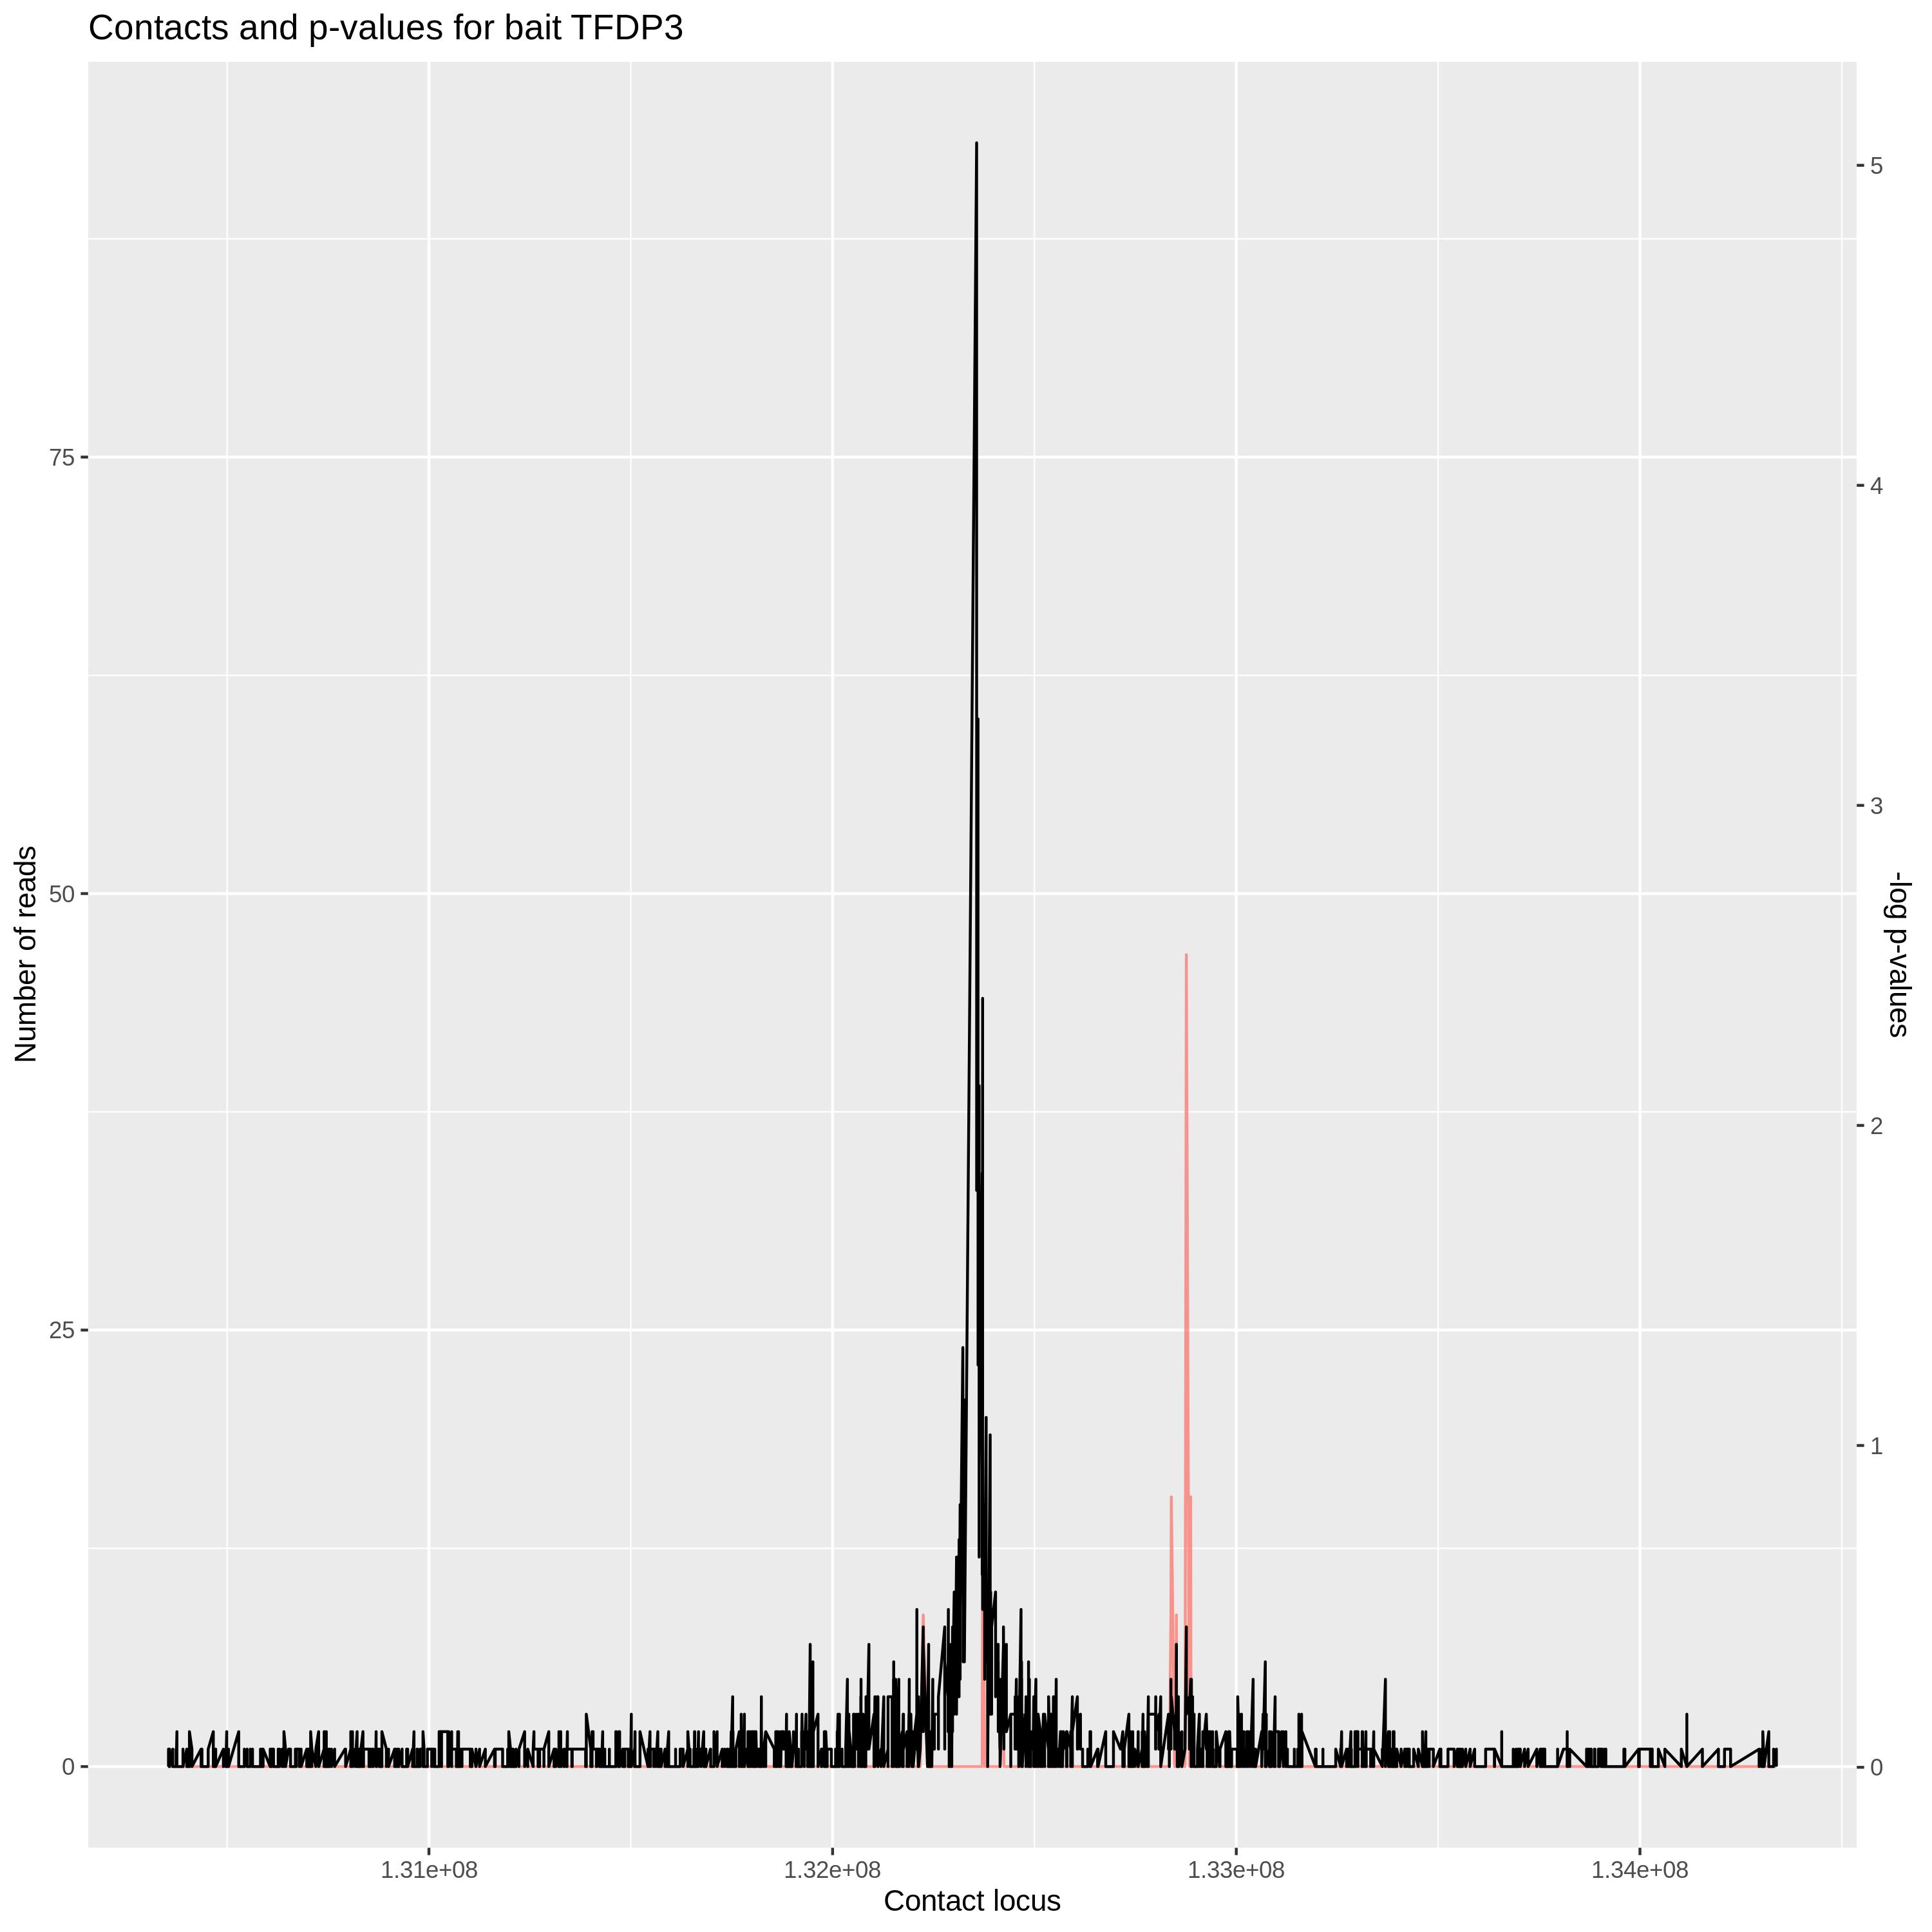 Contacts and p-values for bait TFDP3
Number of reads
75
50
25
0
5
4
3
2
1
0
-log p-values
1.31e+08
1.32e+08
1.33e+08
1.34e+08
Contact locus